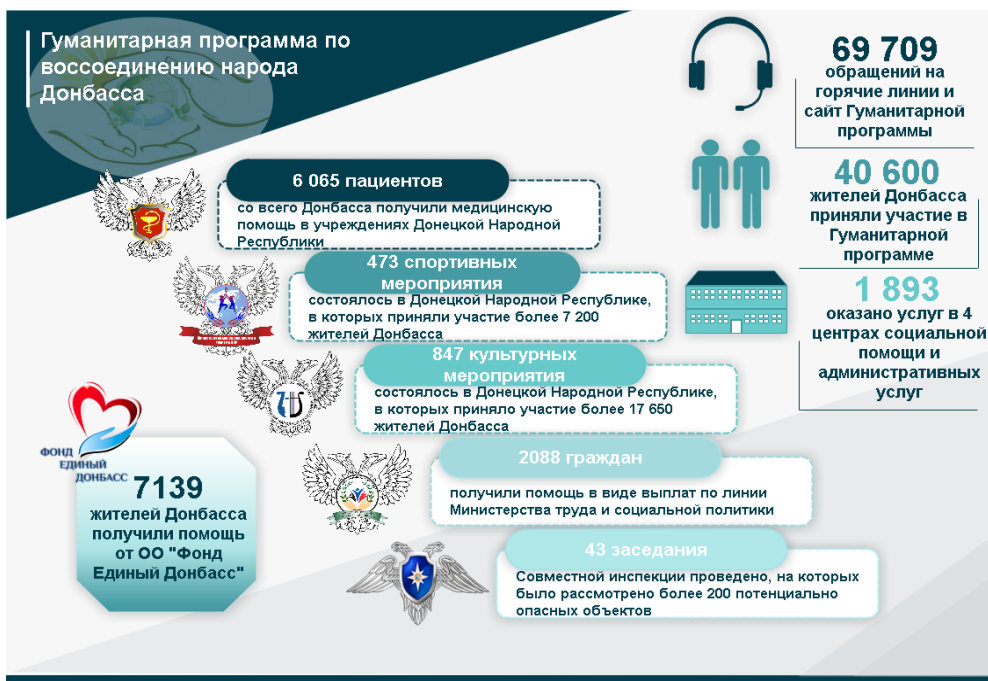 Гуманитарная программа по
воссоединению народа
Донбасса
69 709
обращений на
горячие линии и
сайт Гуманитарной
программы
40 600
жителей Донбасса
приняли участие в
Гуманитарной
программе
1 893
оказано услуг в 4
центрах социальной
помощи и
административных
услуг
6 065 пациентов
со всего Донбасса получили медицинскую
помощь в учреждениях Донецкой Народной
Республики
473 спортивных
мероприятия
состоялось в Донецкой Народной Республике,
в которых приняли участие более 7 200
жителей Донбасса
847 культурных
мероприятия
состоялось в Донецкой Народной Республике,
в которых приняло участие более 17 650
жителей Донбасса
2088 граждан
получили помощь в виде выплат по линии
Министерства труда и социальной политики
43 заседания
Совместной инспекции проведено, на которых
было рассмотрено более 200 потенциально
опасных объектов
ФОНД
ЕДИНЫЙ
ДОНБАСС
7139
жителей Донбасса
получили помощь
от ОО "Фонд
Единый Донбасс"